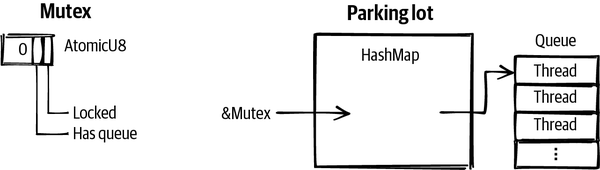 Mutex
0
AtomicU8
Locked
Has queue
Parking lot
HashMap
&Mutex
Queue
Thread
Thread
Thread
⋮